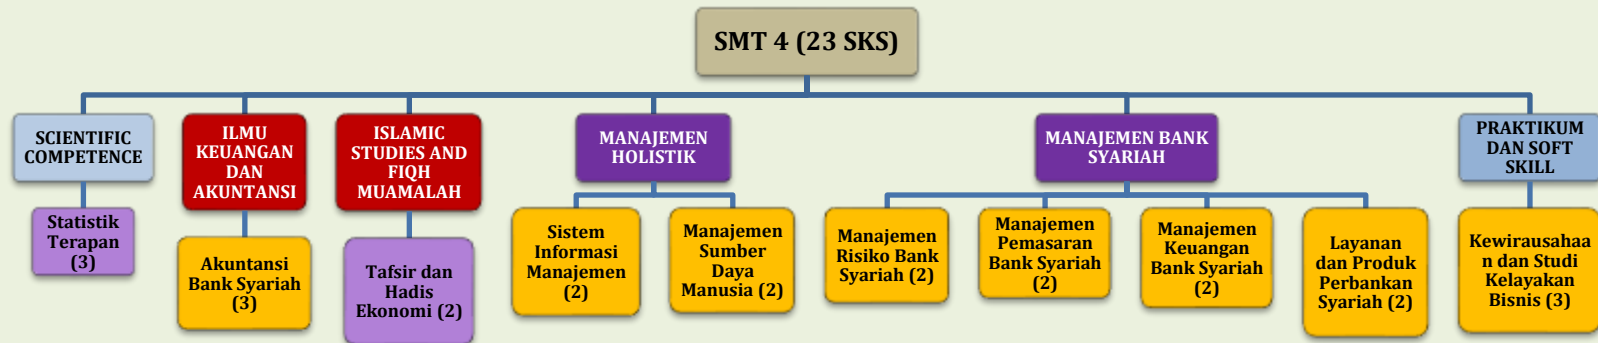 SMT 4 (23 SKS)
SCIENTIFIC
COMPETENCE
Statistik
Terapan
(3)
ILMU
KEUANGAN
DAN
AKUNTANSI
Akuntansi
Bank Syariah
(3)
ISLAMIC
STUDIES AND
FIQH
MUAMALAH
Tafsir dan
Hadis
Ekonomi (2)
MANAJEMEN
HOLISTIK
Sistem
Informasi
Manajemen
(2)
Manajemen
Sumber
Daya
Manusia (2)
MANAJEMEN BANK
SYARIAH
Manajemen
Risiko Bank
Syariah (2)
Manajemen
Pemasaran
Bank Syariah
(2)
Manajemen
Keuangan
Bank Syariah
(2)
Layanan
dan Produk
Perbankan
Syariah (2)
PRAKTIKUM
DAN SOFT
SKILL
Kewirausahaa
n dan Studi
Kelayakan
Bisnis (3)